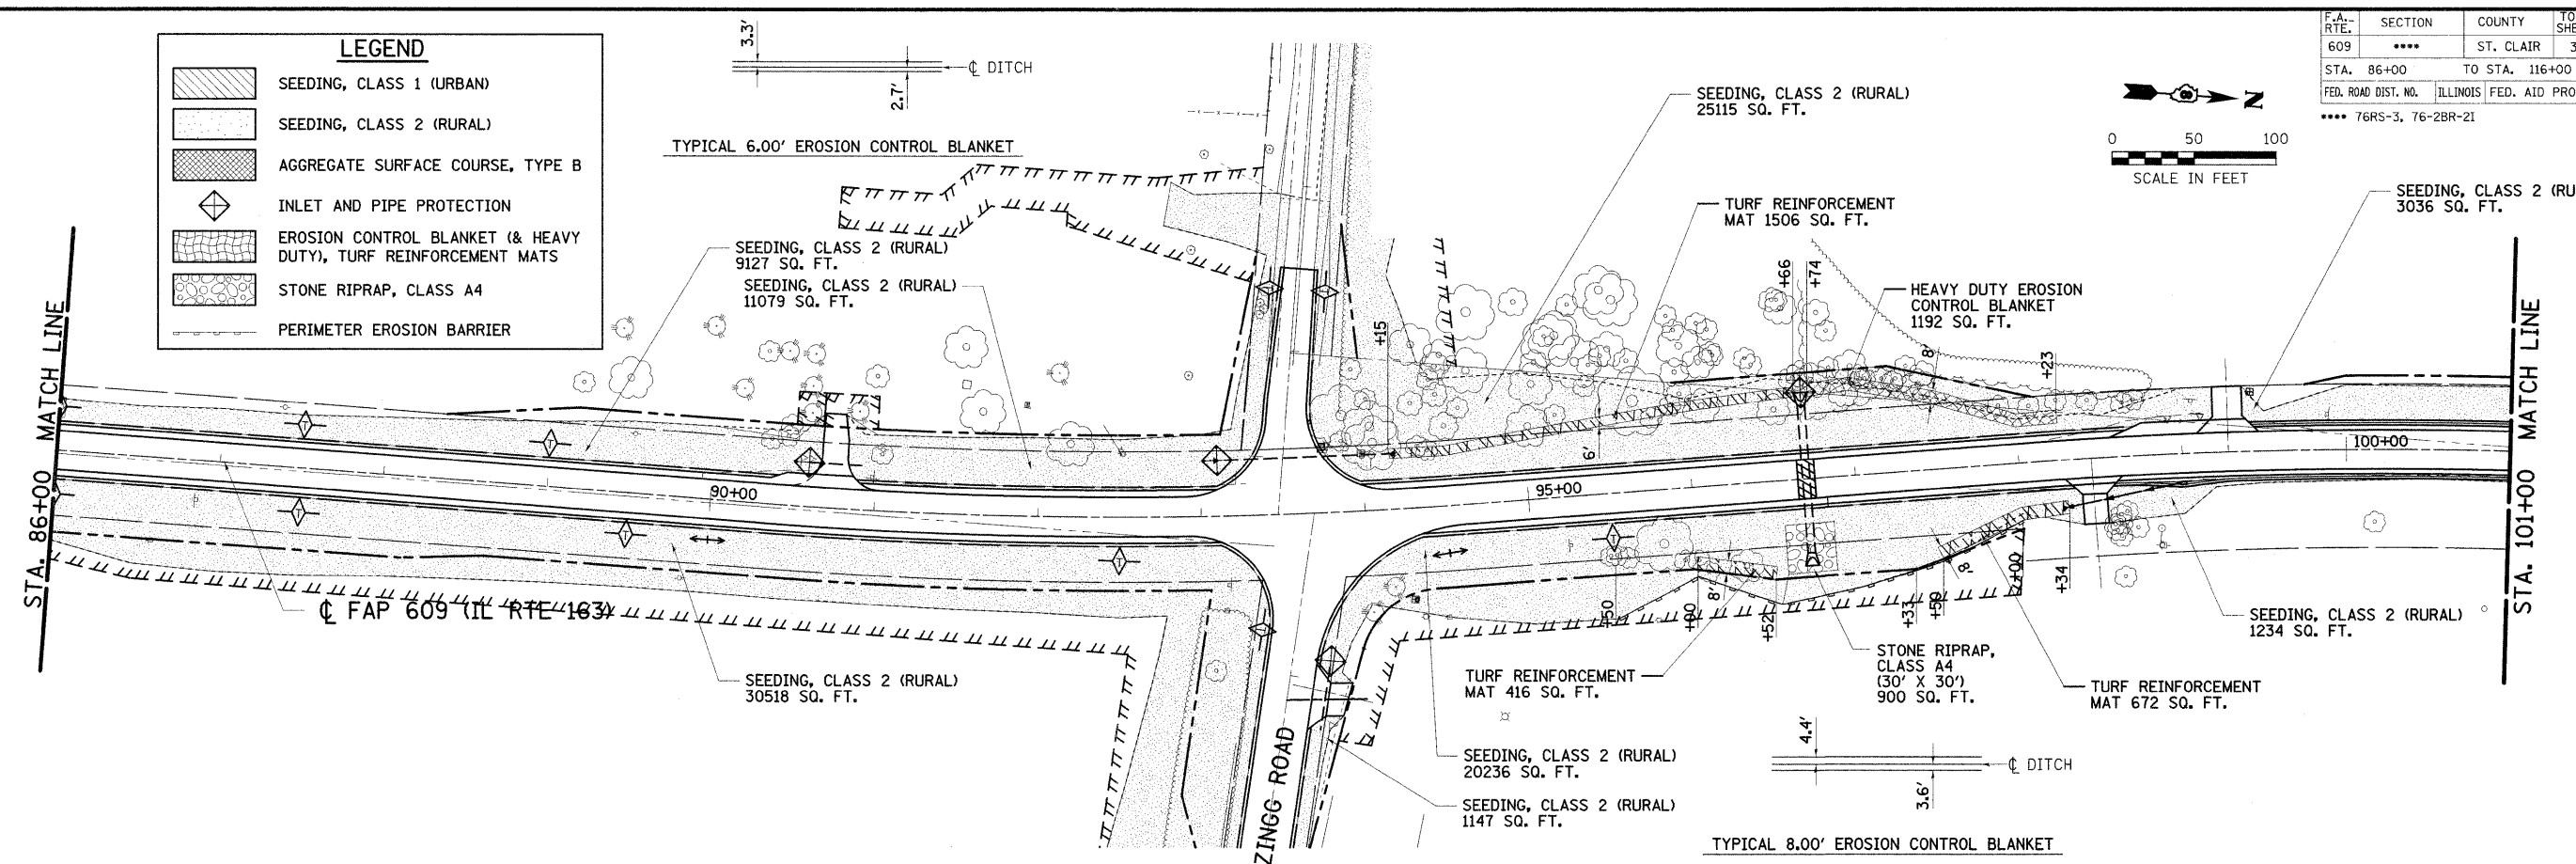 LEGEND
SEEDING, CLASS 1 (URBAN)
SEEDING, CLASS 2 (RURAL)
AGGREGATE SURFACE COURSE, TYPE B
INLET AND PIPE PROTECTION
EROSION CONTROL BLANKET (& HEAVY
DUTY), TURF REINFORCEMENT MATS
STONE RIPRAP, CLASS A4
PERIMETER EROSION BARRIER
3.3'
2.7'
℄ DITCH
TYPICAL 6.00' EROSION CONTROL BLANKET
F.A.-
RTE.
SECTION
COUNTY
TO
SHE
609
****
ST. CLAIR
3
STA. 86+00
TO STA. 116+00
FED. ROAD DIST. NO.
ILLINOIS
FED. AID PRO
**** 76RS-3, 76-2BR-2I
N
0 50 100
SCALE IN FEET
SEEDING, CLASS 2 (RURAL)
25115 SQ. FT.
TURF REINFORCEMENT
MAT 1506 SQ. FT.
SEEDING, CLASS 2 (RU
3036 SQ. FT.
SEEDING, CLASS 2 (RURAL)
9127 SQ. FT.
SEEDING, CLASS 2 (RURAL)
11079 SQ. FT.
HEAVY DUTY EROSION
CONTROL BLANKET
1192 SQ. FT.
+15
+66
+74
8'
+23
6'
STA. 86+00 MATCH LINE
90+00
95+00
100+00
STA. 101+00 MATCH LINE
℄ FAP 609 (IL RTE 163)
+50
+00
8'
+52
+33
+50
8'
2+00
+34
SEEDING, CLASS 2 (RURAL)
30518 SQ. FT.
TURF REINFORCEMENT
MAT 416 SQ. FT.
STONE RIPRAP,
CLASS A4
(30' X 30')
900 SQ. FT.
TURF REINFORCEMENT
MAT 672 SQ. FT.
SEEDING, CLASS 2 (RURAL)
1234 SQ. FT.
SEEDING, CLASS 2 (RURAL)
20236 SQ. FT.
SEEDING, CLASS 2 (RURAL)
1147 SQ. FT.
ZINGG ROAD
4.4'
3.6'
℄ DITCH
TYPICAL 8.00' EROSION CONTROL BLANKET